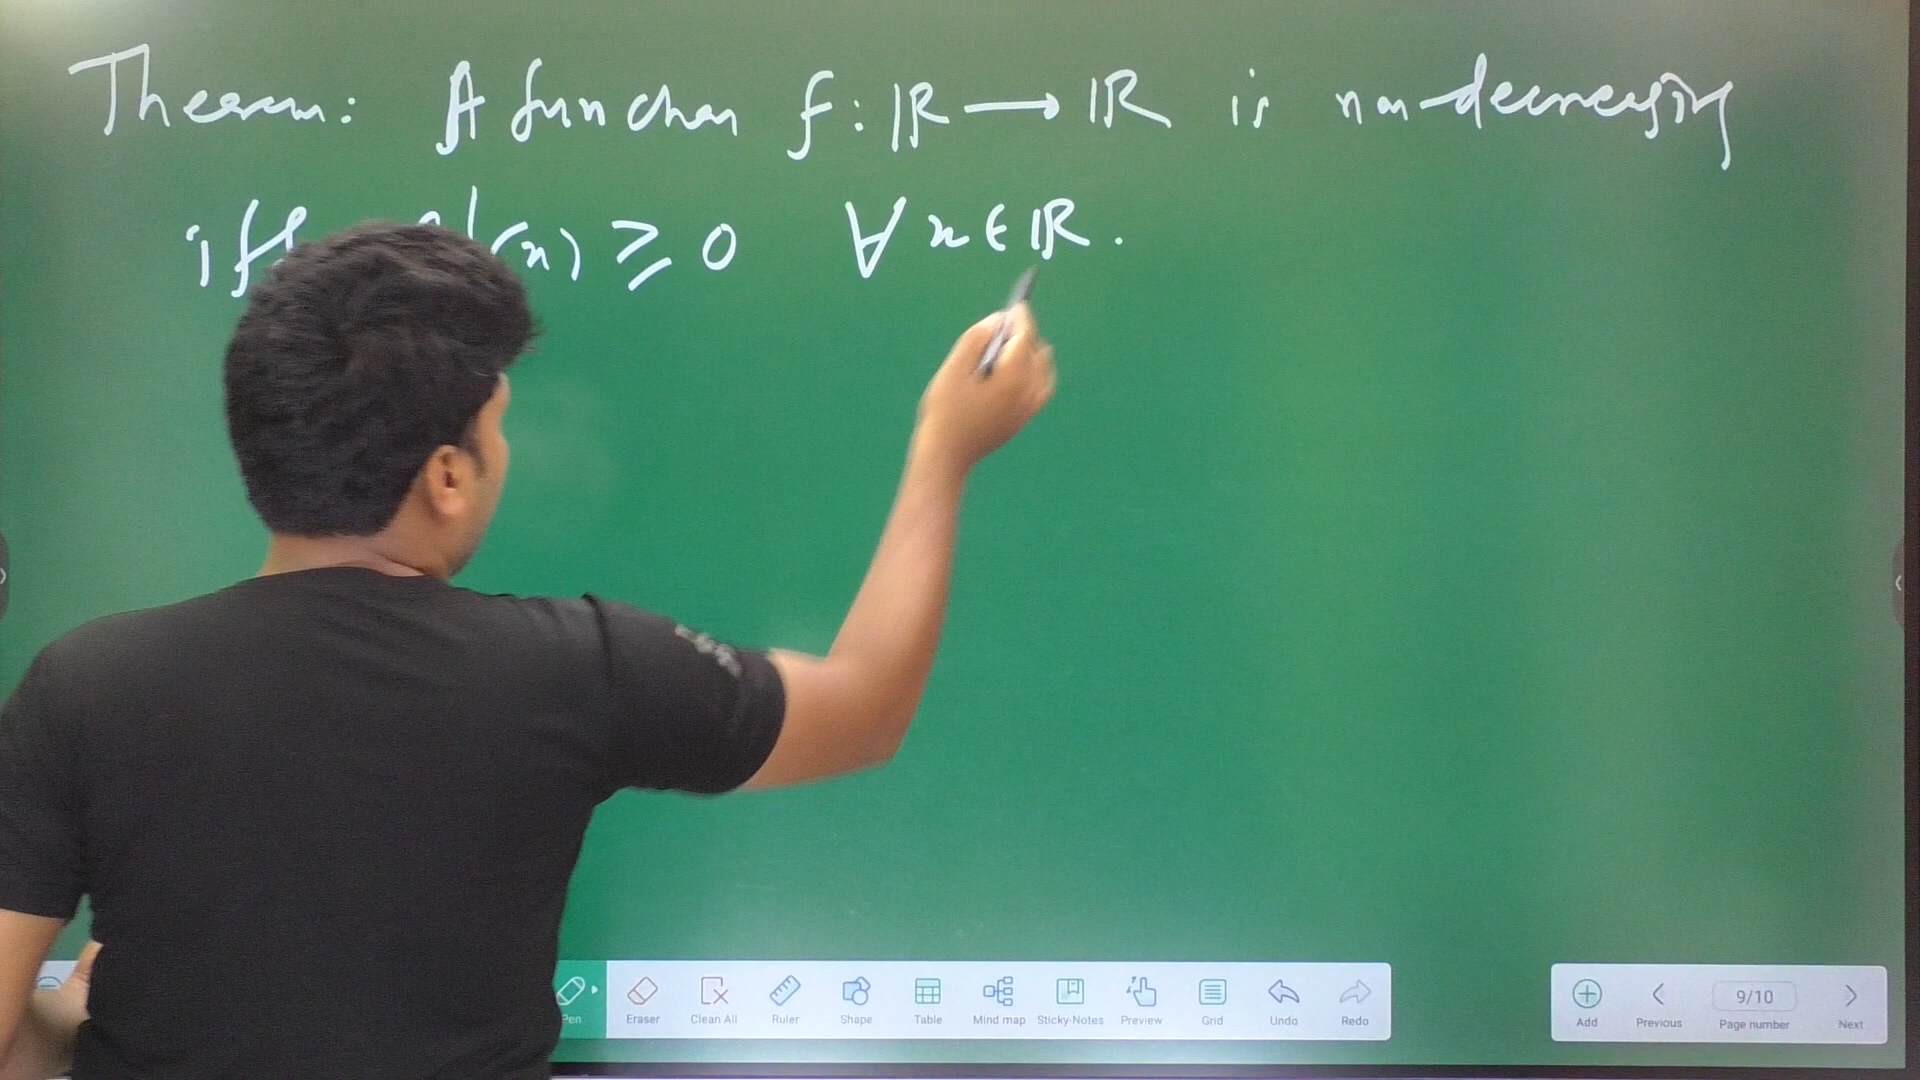 Theorem: A function f: ℝ → ℝ is non-decreasing
iff f'(x) ≥ 0 ∀ x ∈ ℝ.
Pen
Eraser
Clean All
Ruler
Shape
Table
Mind map
Sticky-Notes
Preview
Grid
Undo
Redo
Add
Previous
9/10
Page number
Next